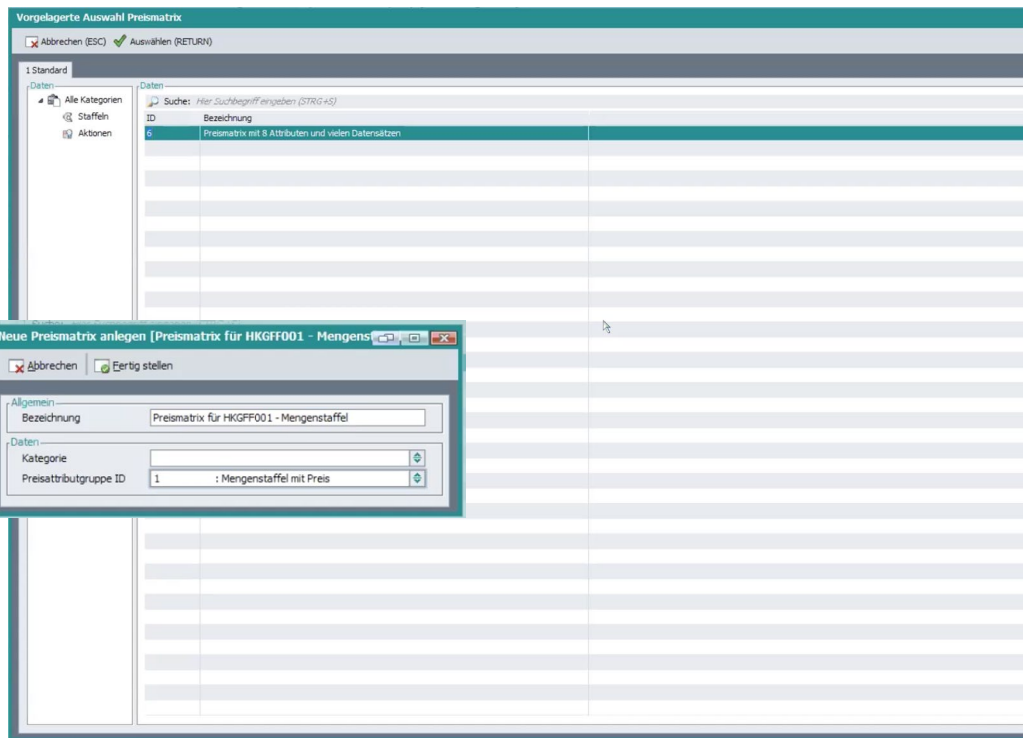 Vorgelagerte Auswahl Preismatrix
Abbrechen (ESC) Auswählen (RETURN)
1 Standard
Daten
Alle Kategorien
Staffeln
Aktionen
Daten
Suche: Hier Suchbegriff eingeben (STRG+S)
ID Bezeichnung
6 Preismatrix mit 8 Attributen und vielen Datensätzen
Neue Preismatrix anlegen [Preismatrix für HKGFF001 - Mengenst
Abbrechen Fertig stellen
Allgemein
Bezeichnung Preismatrix für HKGFF001 - Mengenstaffel
Daten
Kategorie
Preisattributgruppe ID 1 : Mengenstaffel mit Preis